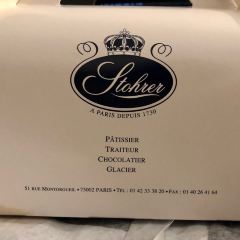 Stohrer
A PARIS DEPUIS 1730
PÂTISSIER
TRAITEUR
CHOCOLATIER
GLACIER
51 RUE MONTORGUEIL • 75002 PARIS • TÉL : 01 42 33 38 20 • FAX : 01 40 26 41 64